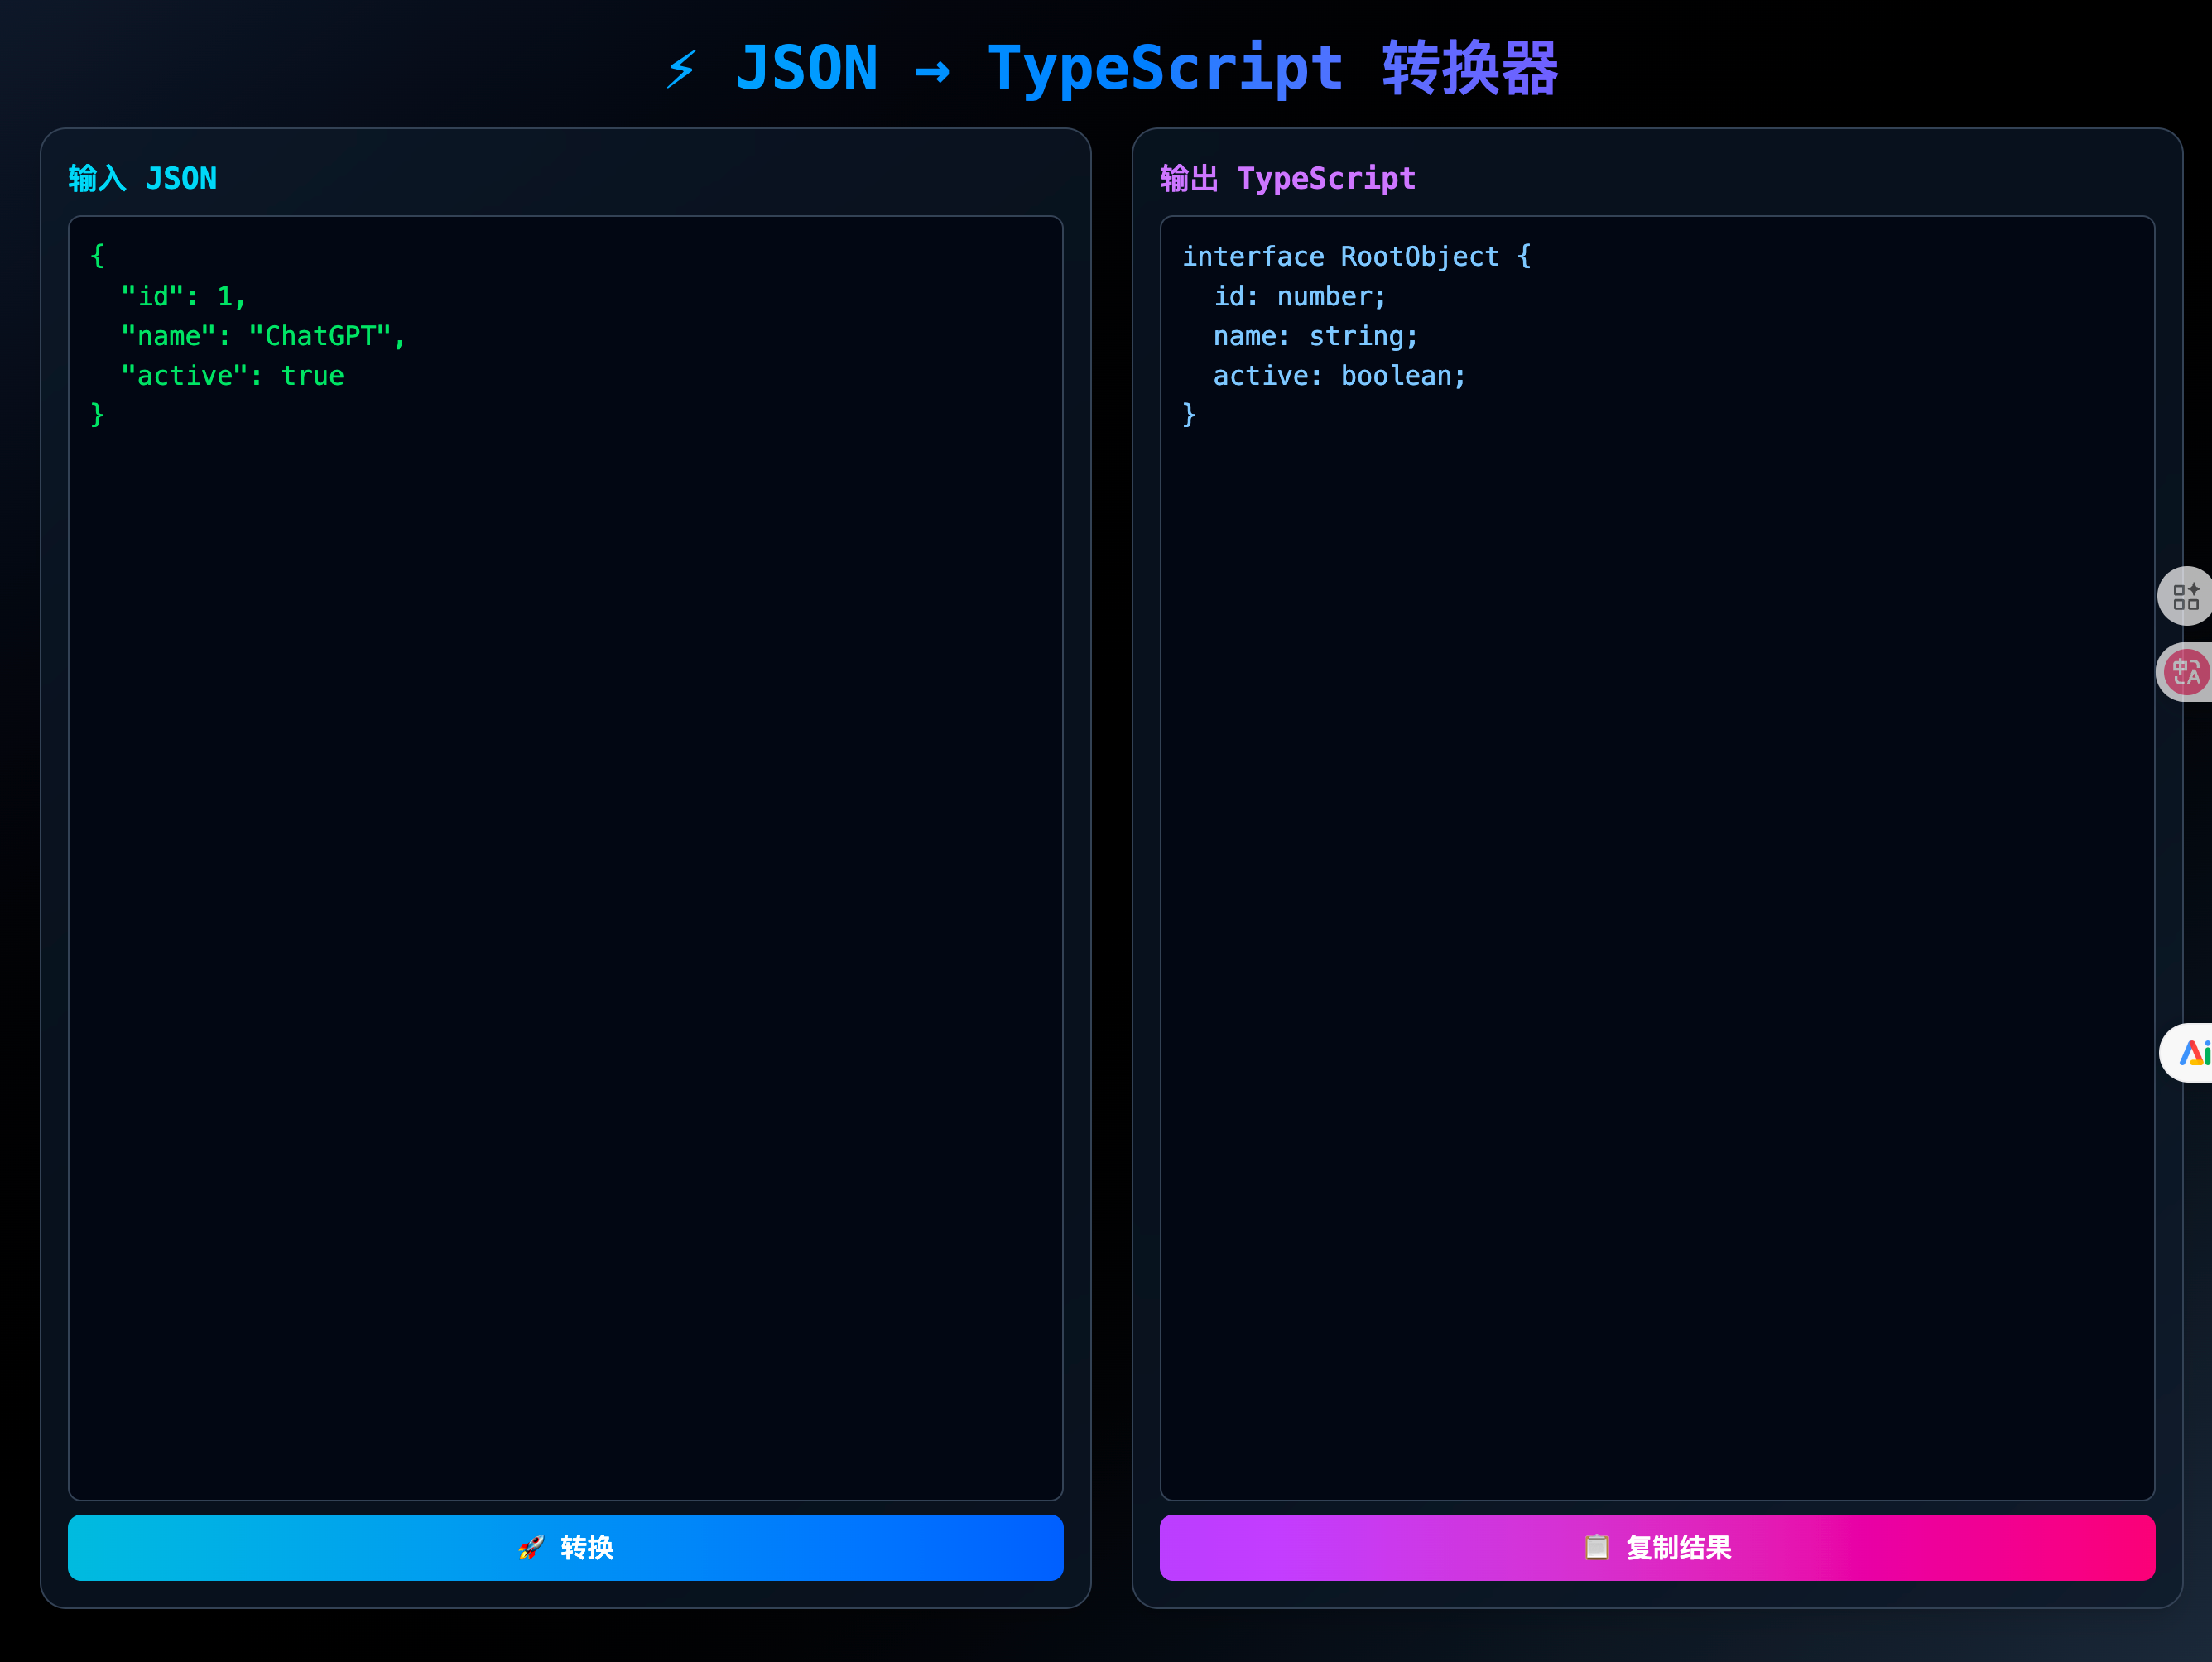 ⚡ JSON → TypeScript 转换器
输入 JSON
{
  "id": 1,
  "name": "ChatGPT",
  "active": true
}
🚀 转换
输出 TypeScript
interface RootObject {
  id: number;
  name: string;
  active: boolean;
}
📋 复制结果
中A
Ai